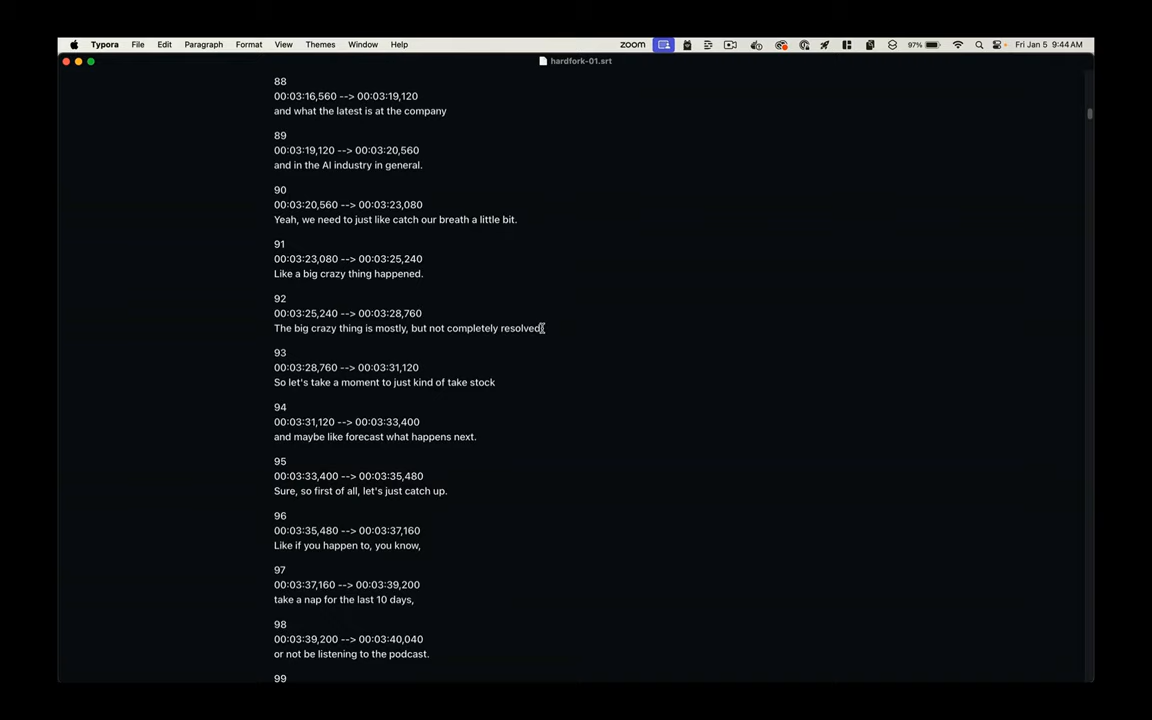 Typora File Edit Paragraph Format View Themes Window Help zoom 97% Fri Jan 5 9:44 AM
hardfork-01.srt
88
00:03:16,560 --> 00:03:19,120
and what the latest is at the company
89
00:03:19,120 --> 00:03:20,560
and in the AI industry in general.
90
00:03:20,560 --> 00:03:23,080
Yeah, we need to just like catch our breath a little bit.
91
00:03:23,080 --> 00:03:25,240
Like a big crazy thing happened.
92
00:03:25,240 --> 00:03:28,760
The big crazy thing is mostly, but not completely resolved.
93
00:03:28,760 --> 00:03:31,120
So let's take a moment to just kind of take stock
94
00:03:31,120 --> 00:03:33,400
and maybe like forecast what happens next.
95
00:03:33,400 --> 00:03:35,480
Sure, so first of all, let's just catch up.
96
00:03:35,480 --> 00:03:37,160
Like if you happen to, you know,
97
00:03:37,160 --> 00:03:39,200
take a nap for the last 10 days,
98
00:03:39,200 --> 00:03:40,040
or not be listening to the podcast.
99